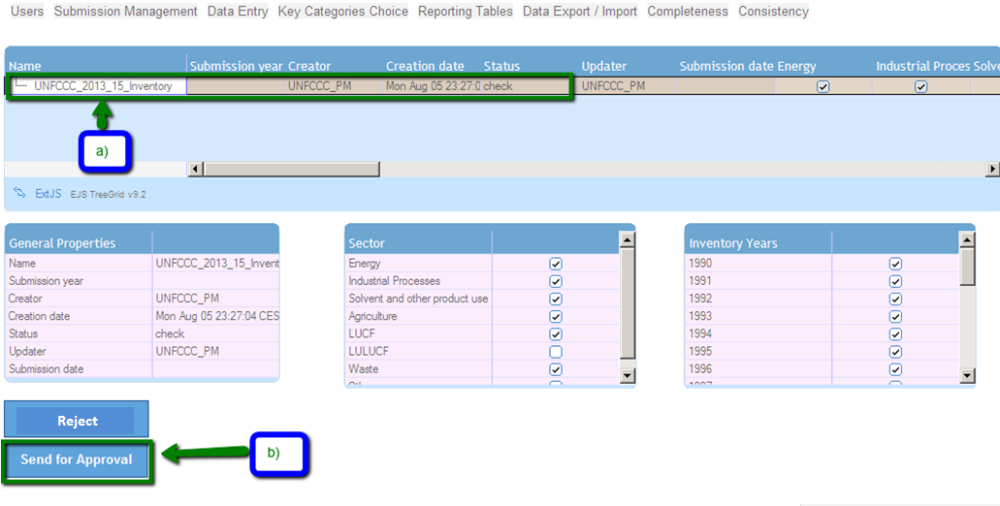 Users Submission Management Data Entry Key Categories Choice Reporting Tables Data Export / Import Completeness Consistency
Name Submission year Creator Creation date Status Updater Submission date Energy Industrial Proces Solve
UNFCCC_2013_15_Inventory UNFCCC_PM Mon Aug 05 23:27:0 check UNFCCC_PM
a)
ExtJS EJS TreeGrid v9.2
General Properties
Name UNFCCC_2013_15_Invent
Submission year
Creator UNFCCC_PM
Creation date Mon Aug 05 23:27:04 CES
Status check
Updater UNFCCC_PM
Submission date
Sector
Energy
Industrial Processes
Solvent and other product use
Agriculture
LUCF
LULUCF
Waste
Inventory Years
1990
1991
1992
1993
1994
1995
1996
1997
Reject
Send for Approval
b)